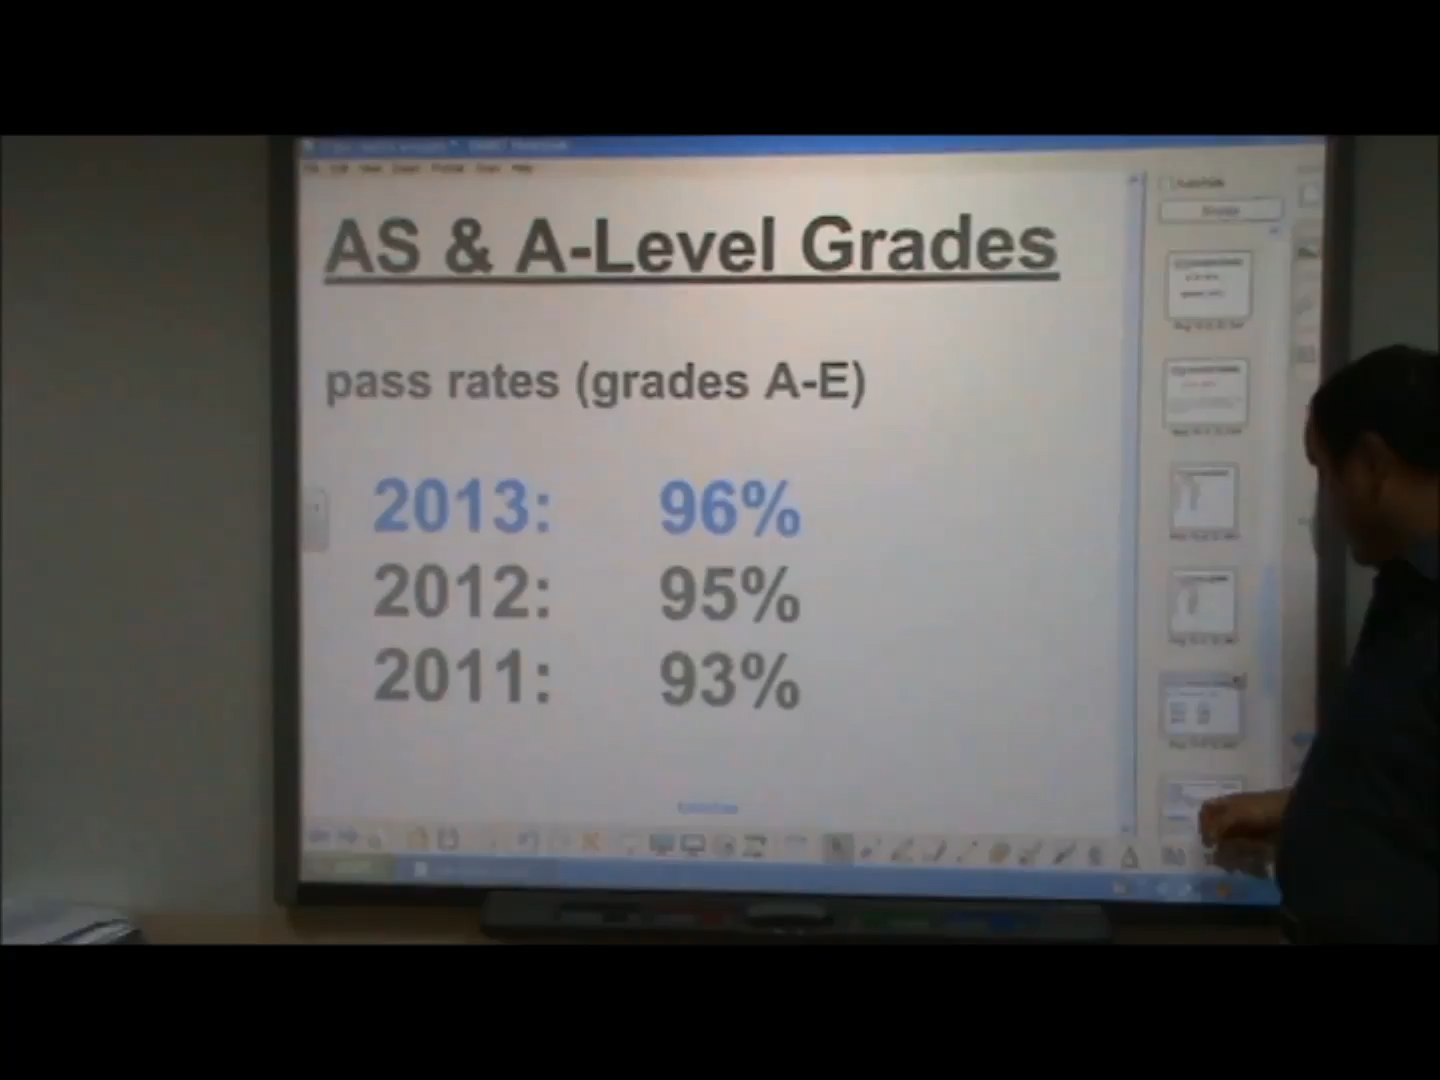 AS & A-Level Grades
pass rates (grades A-E)
2013: 96%
2012: 95%
2011: 93%